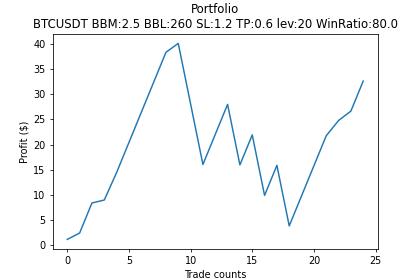 Portfolio
BTCUSDT BBM:2.5 BBL:260 SL:1.2 TP:0.6 lev:20 WinRatio:80.0
40
35
30
25
20
15
10
5
0
Profit ($)
0 5 10 15 20 25
Trade counts